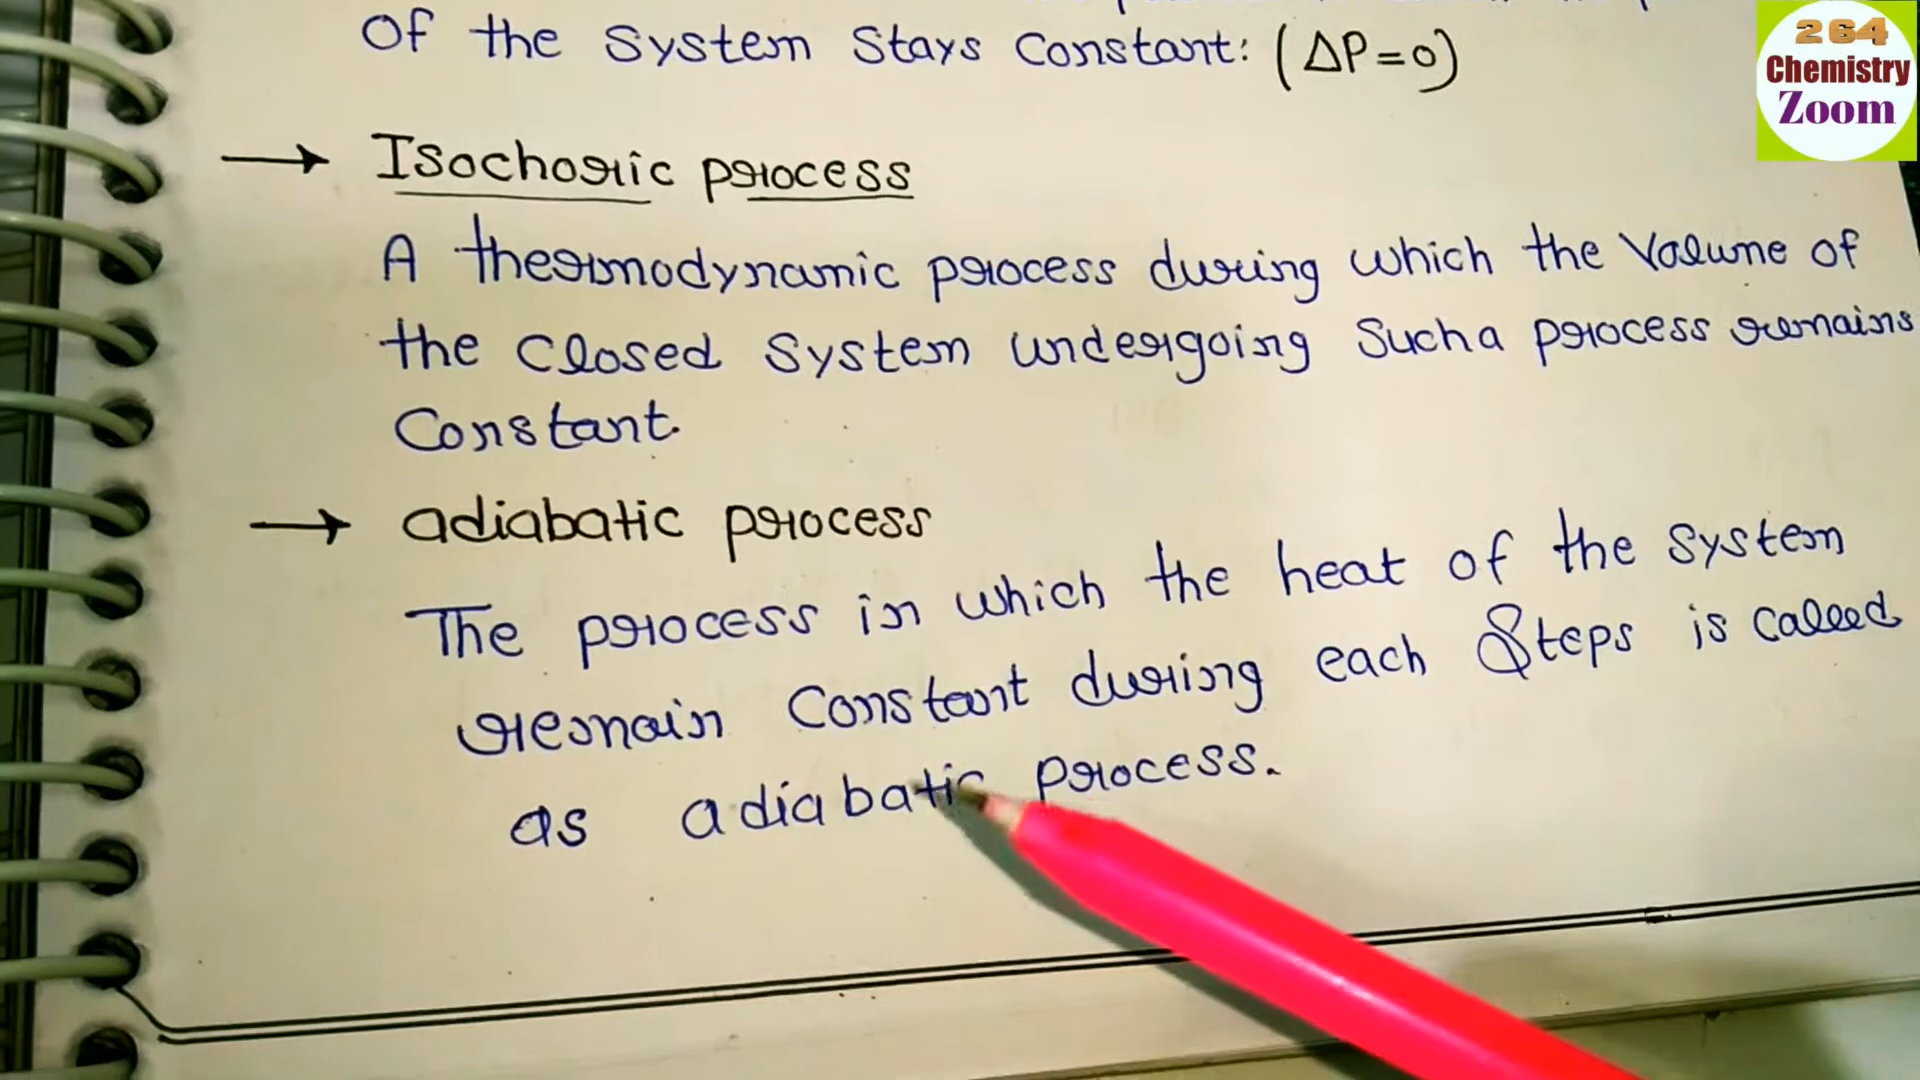 of the System Stays Constant: (ΔP=0)
264
Chemistry
Zoom
→ Isochoric process
A thermodynamic process during which the Volume of
the Closed System undergoing Sucha process remains
Constant.
→ adiabatic process
The process in which the heat of the System
remain Constant during each Steps is called
as adiabatic process.